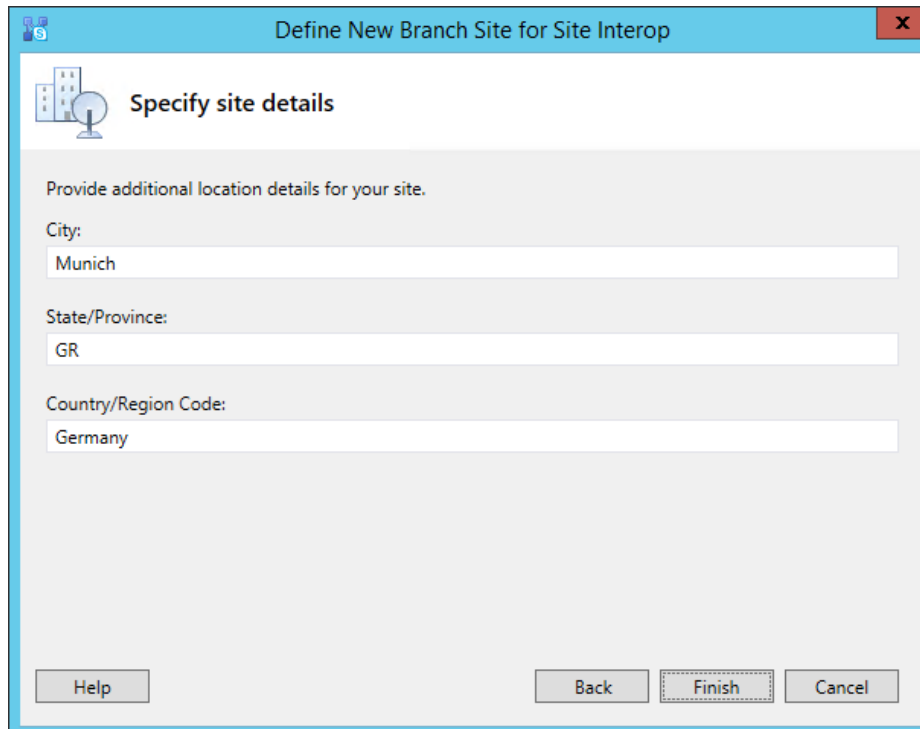 Define New Branch Site for Site Interop
x
Specify site details
Provide additional location details for your site.
City:
Munich
State/Province:
GR
Country/Region Code:
Germany
Help
Back
Finish
Cancel